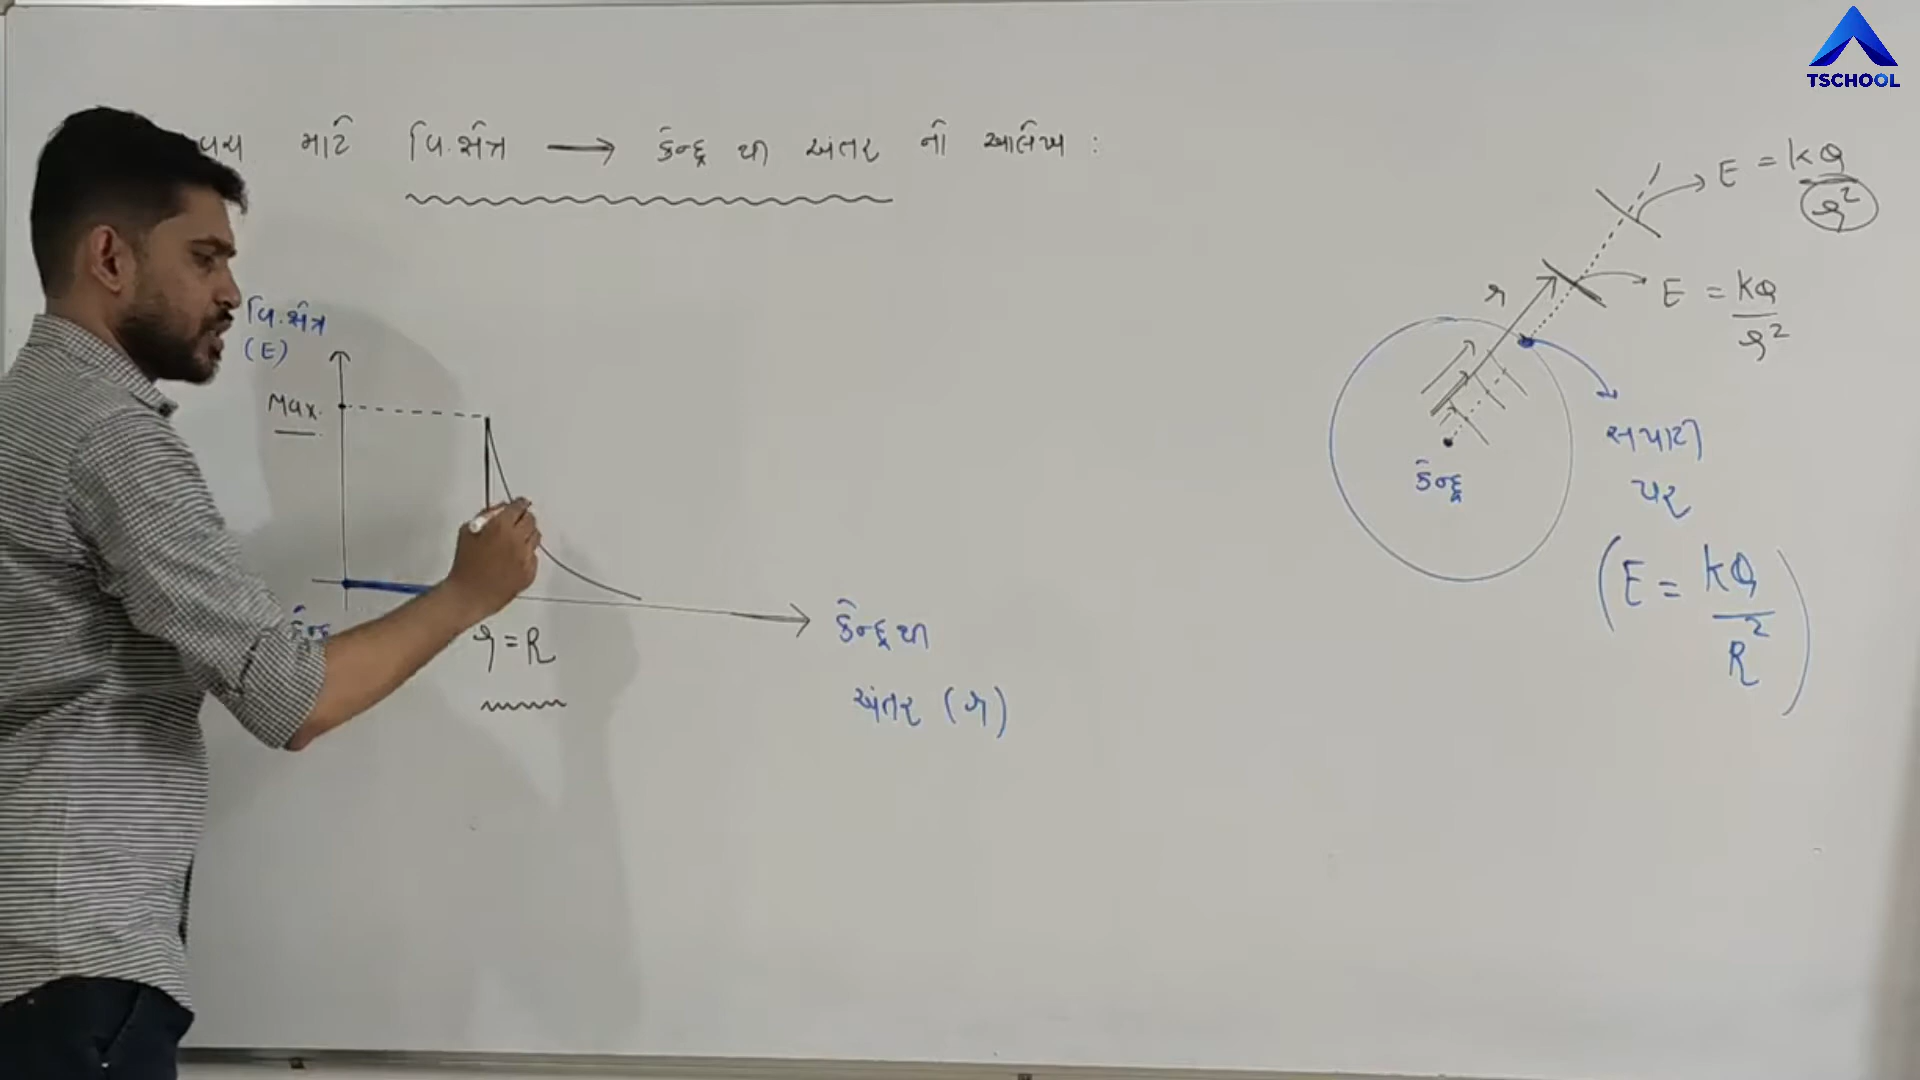 માટે વિ.ક્ષેત્ર → કેન્દ્ર થી અંતર નો આલેખ :
વિ.ક્ષેત્ર
(E)
Max.
r = R
કેન્દ્ર થી
અંતર (r)
TSCHOOL
E = kQ
r²
r
E = kQ
r²
કેન્દ્ર
સપાટી
પર
(E = kQ
R²)